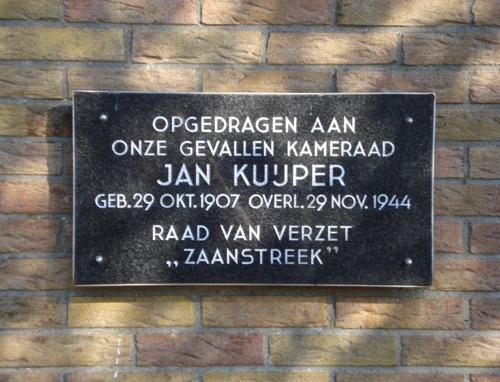 OPGEDRAGEN AAN
ONZE GEVALLEN KAMERAAD
JAN KUIJPER
GEB. 29 OKT. 1907 OVERL. 29 NOV. 1944
RAAD VAN VERZET
„ZAANSTREEK”